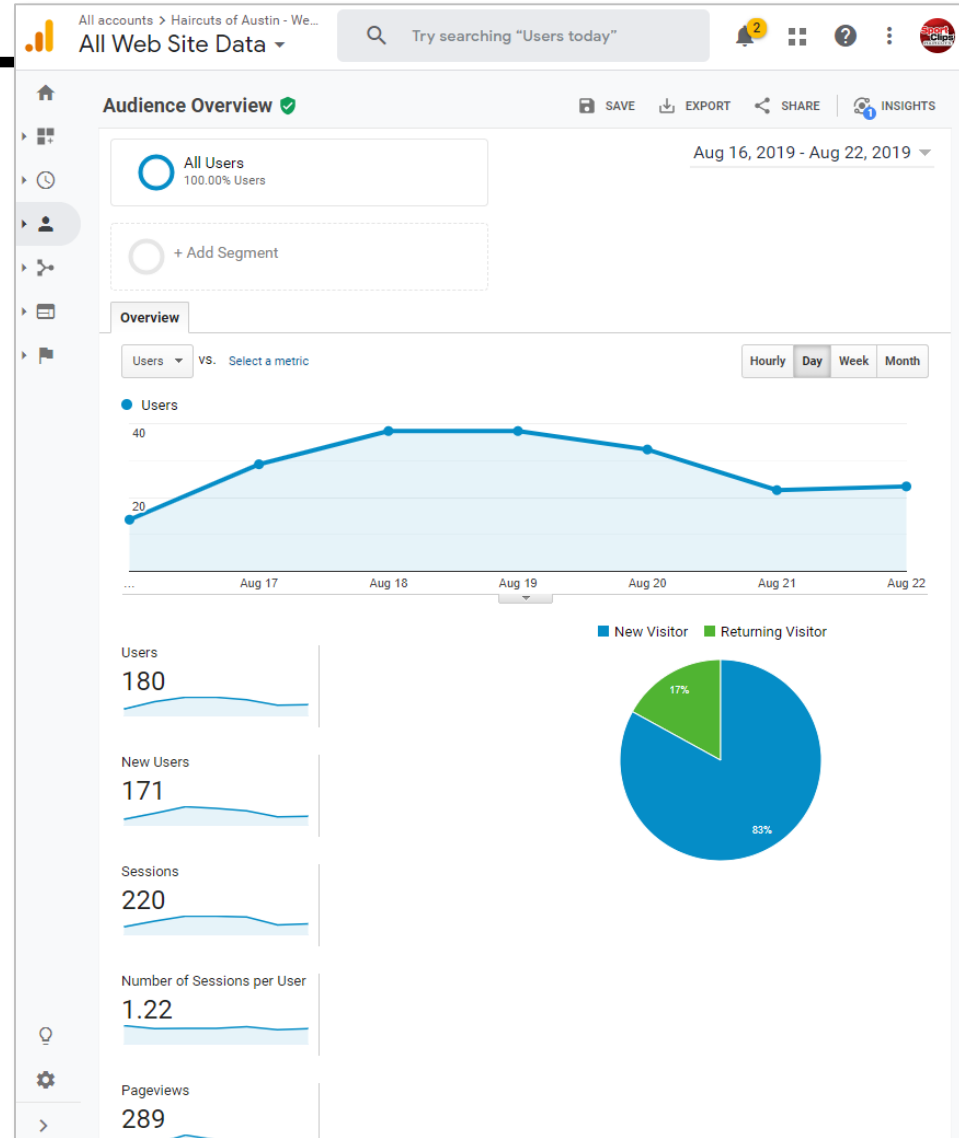 All accounts > Haircuts of Austin - We...
All Web Site Data
Try searching “Users today”
2
Sport Clips
Audience Overview
SAVE
EXPORT
SHARE
1
INSIGHTS
All Users
100.00% Users
Aug 16, 2019 - Aug 22, 2019
+ Add Segment
Overview
Users
VS.
Select a metric
Hourly
Day
Week
Month
Users
40
20
...
Aug 17
Aug 18
Aug 19
Aug 20
Aug 21
Aug 22
New Visitor
Returning Visitor
Users
180
17%
83%
New Users
171
Sessions
220
Number of Sessions per User
1.22
Pageviews
289